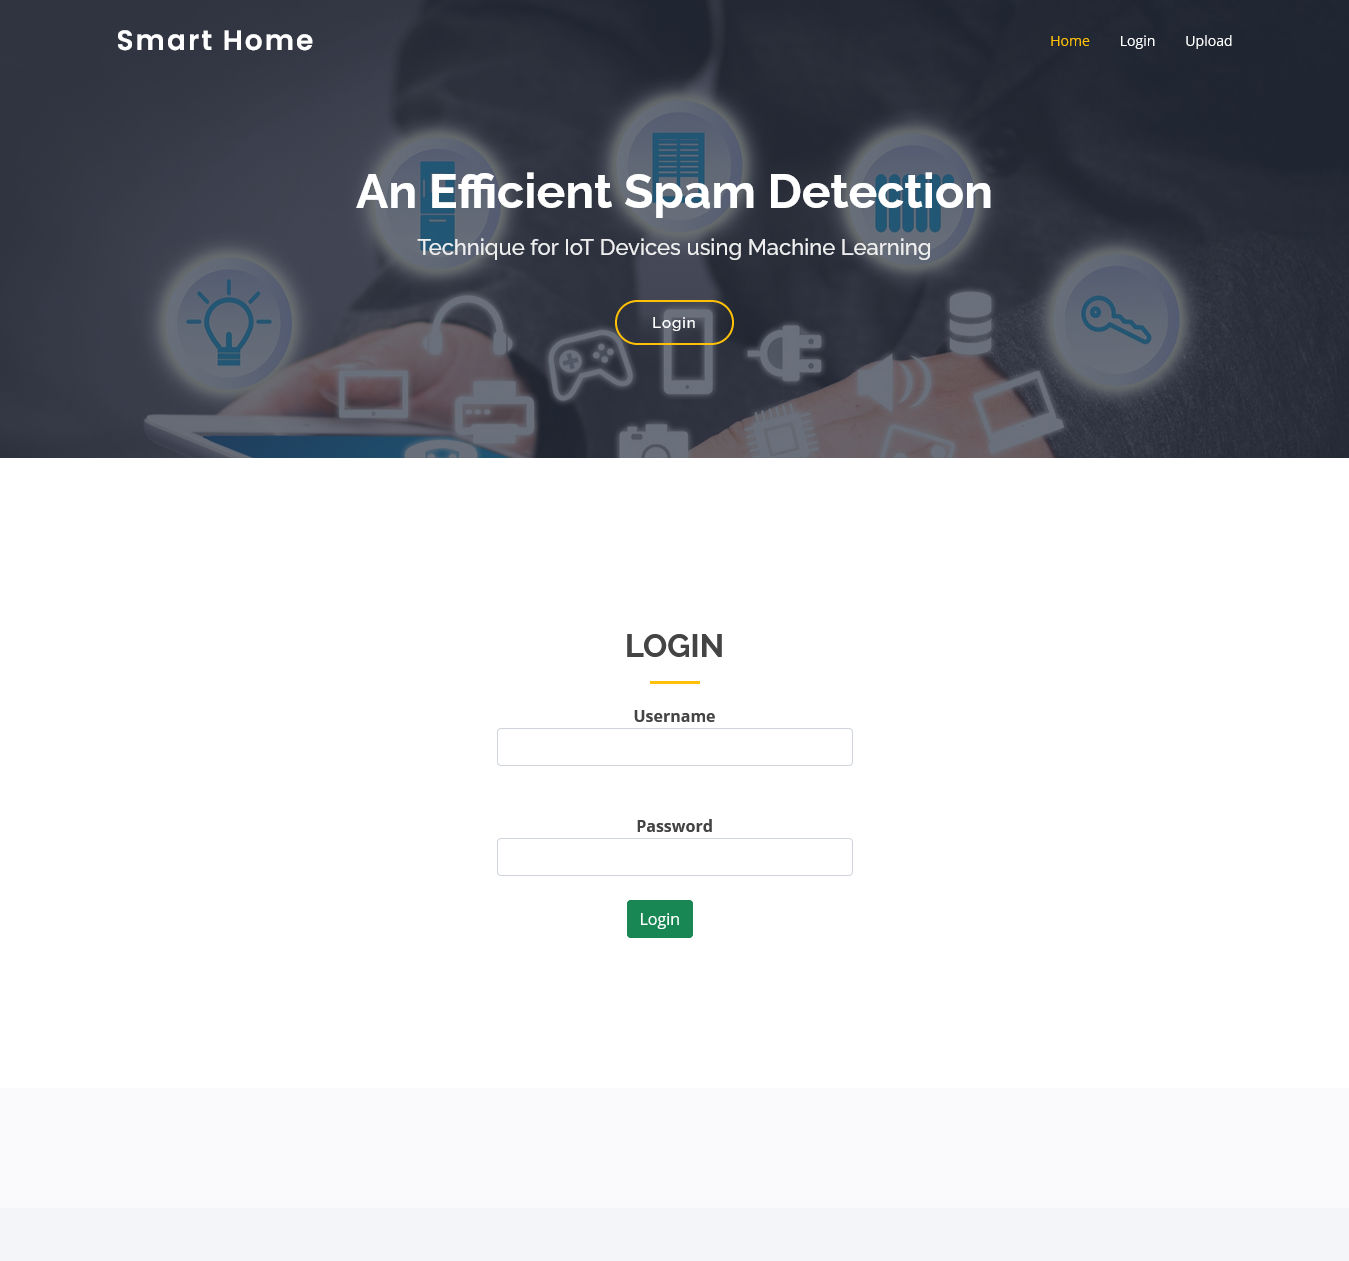 Smart Home
Home Login Upload
An Efficient Spam Detection
Technique for IoT Devices using Machine Learning
Login
LOGIN
Username
Password
Login